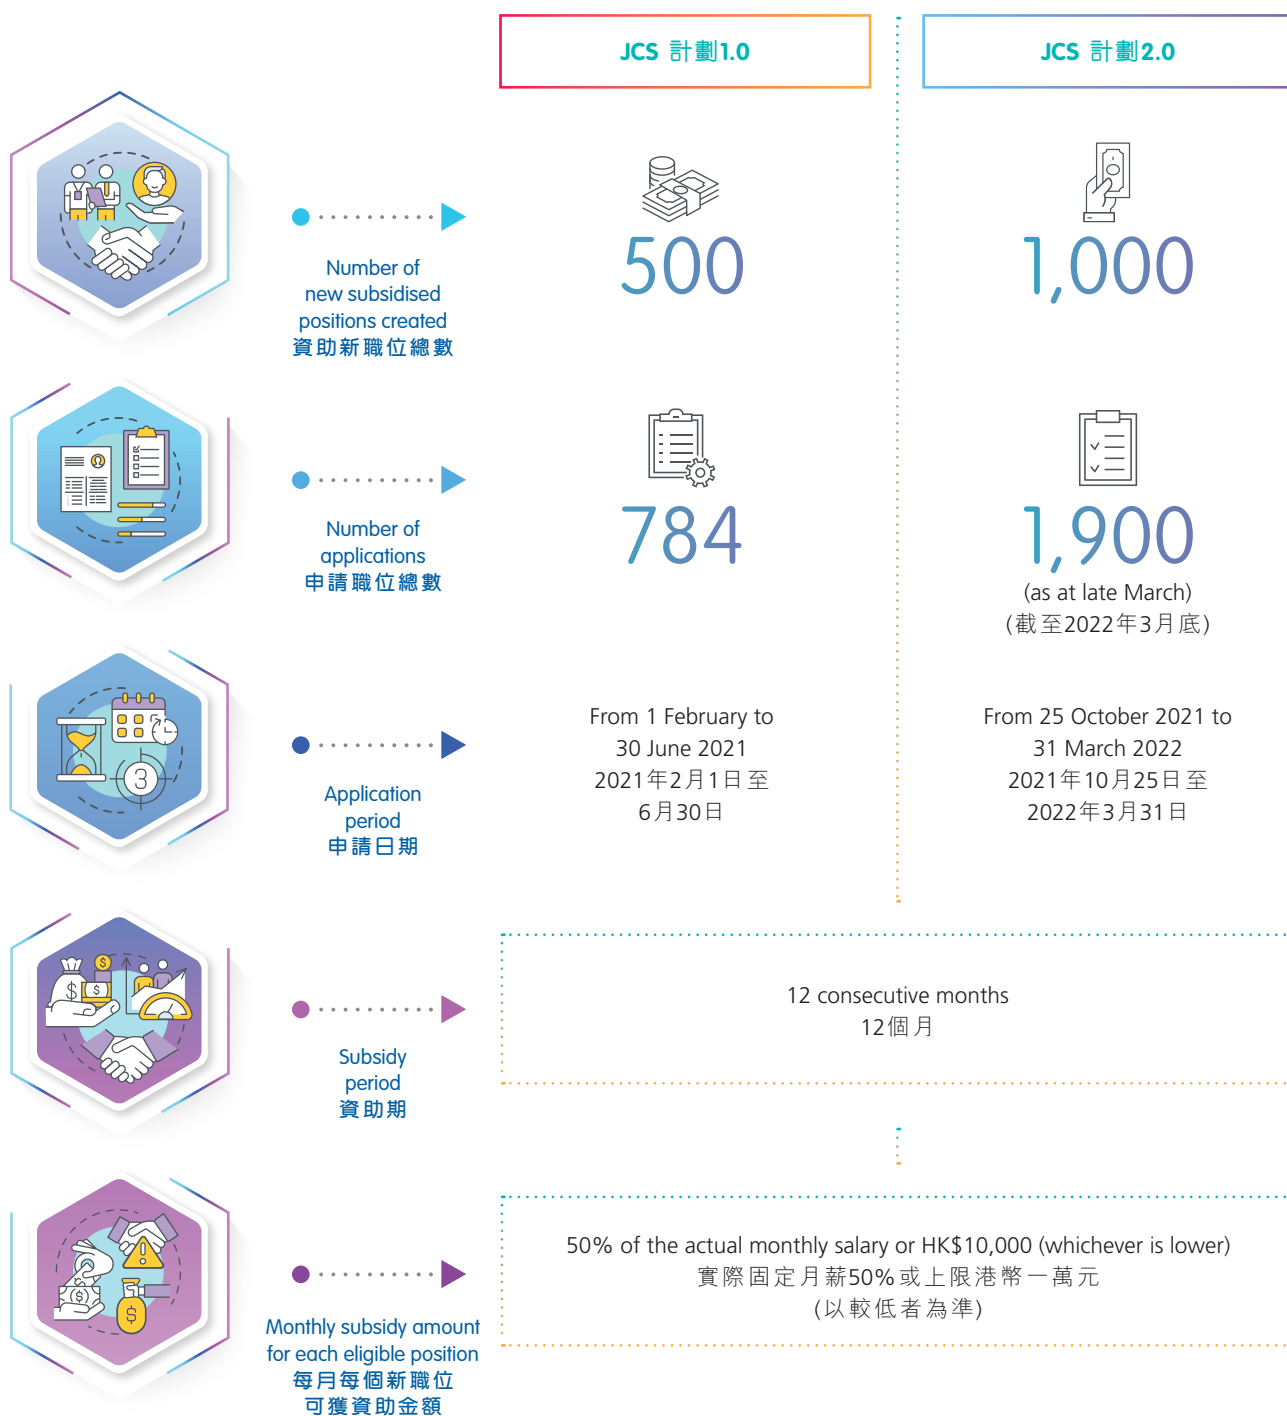 JCS 計劃1.0
JCS 計劃2.0
Number of
new subsidised
positions created
資助新職位總數
500
1,000
Number of
applications
申請職位總數
784
1,900
(as at late March)
(截至2022年3月底)
Application
period
申請日期
From 1 February to
30 June 2021
2021年2月1日至
6月30日
From 25 October 2021 to
31 March 2022
2021年10月25日至
2022年3月31日
3
Subsidy
period
資助期
12 consecutive months
12個月
Monthly subsidy amount
for each eligible position
每月每個新職位
可獲資助金額
50% of the actual monthly salary or HK$10,000 (whichever is lower)
實際固定月薪50%或上限港幣一萬元
(以較低者為準)